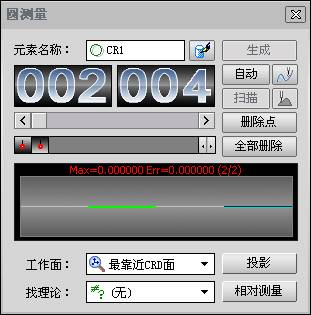 圆测量
元素名称： CR1 生成
002 004 自动
扫描
删除点
全部删除
Max=0.000000 Err=0.000000 (2/2)
工作面： 最靠近CRD面 投影
找理论： (无) 相对测量